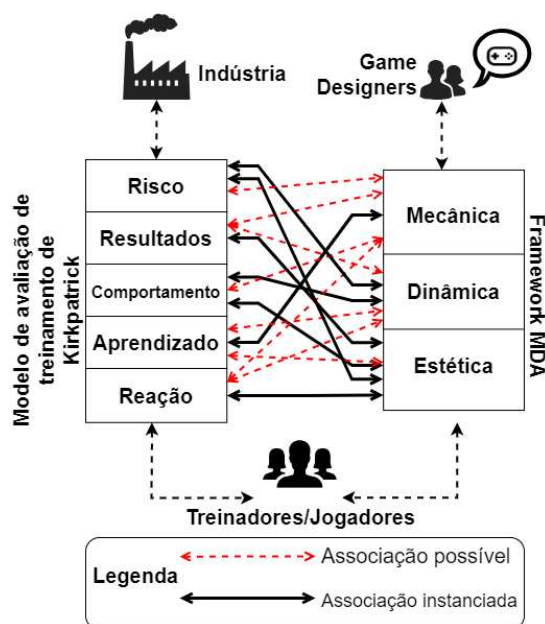 Indústria
Game
Designers
Modelo de avaliação de
treinamento de
Kirkpatrick
Risco
Resultados
Comportamento
Aprendizado
Reação
Mecânica
Dinâmica
Estética
Framework MDA
Treinadores/Jogadores
Legenda
Associação possível
Associação instanciada